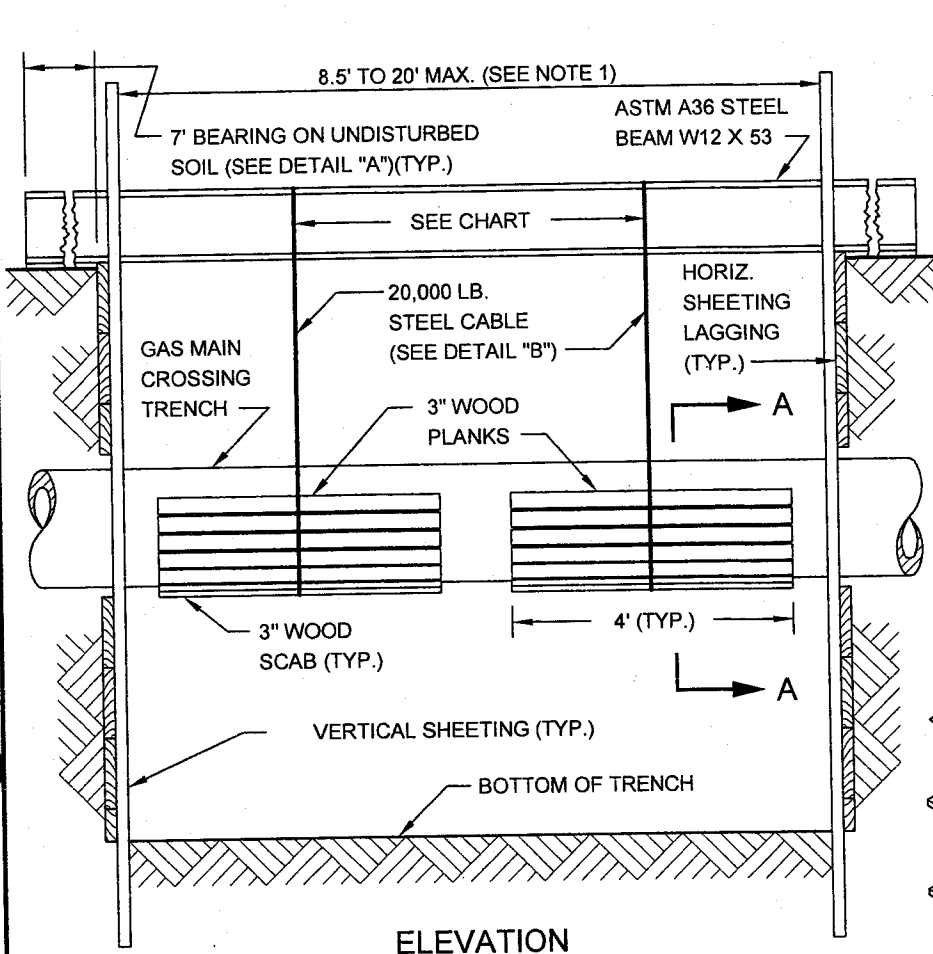 8.5' TO 20' MAX. (SEE NOTE 1)
7' BEARING ON UNDISTURBED
SOIL (SEE DETAIL "A")(TYP.)
ASTM A36 STEEL
BEAM W12 X 53
SEE CHART
20,000 LB.
STEEL CABLE
(SEE DETAIL "B")
HORIZ.
SHEETING
LAGGING
(TYP.)
GAS MAIN
CROSSING
TRENCH
3" WOOD
PLANKS
A
3" WOOD
SCAB (TYP.)
4' (TYP.)
A
VERTICAL SHEETING (TYP.)
BOTTOM OF TRENCH
ELEVATION